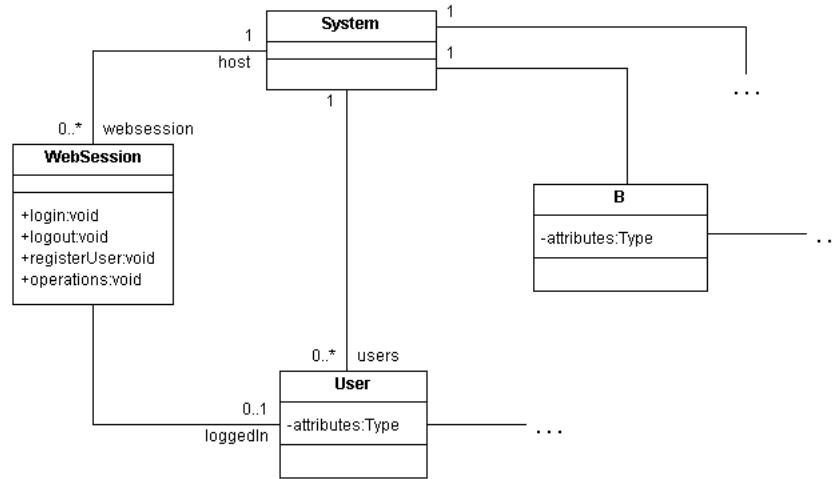 System
1
1
1
host
1
0..*
websession
WebSession
+login:void
+logout:void
+registerUser:void
+operations:void
...
B
-attributes:Type
..
0..*
users
User
-attributes:Type
0..1
loggedIn
...